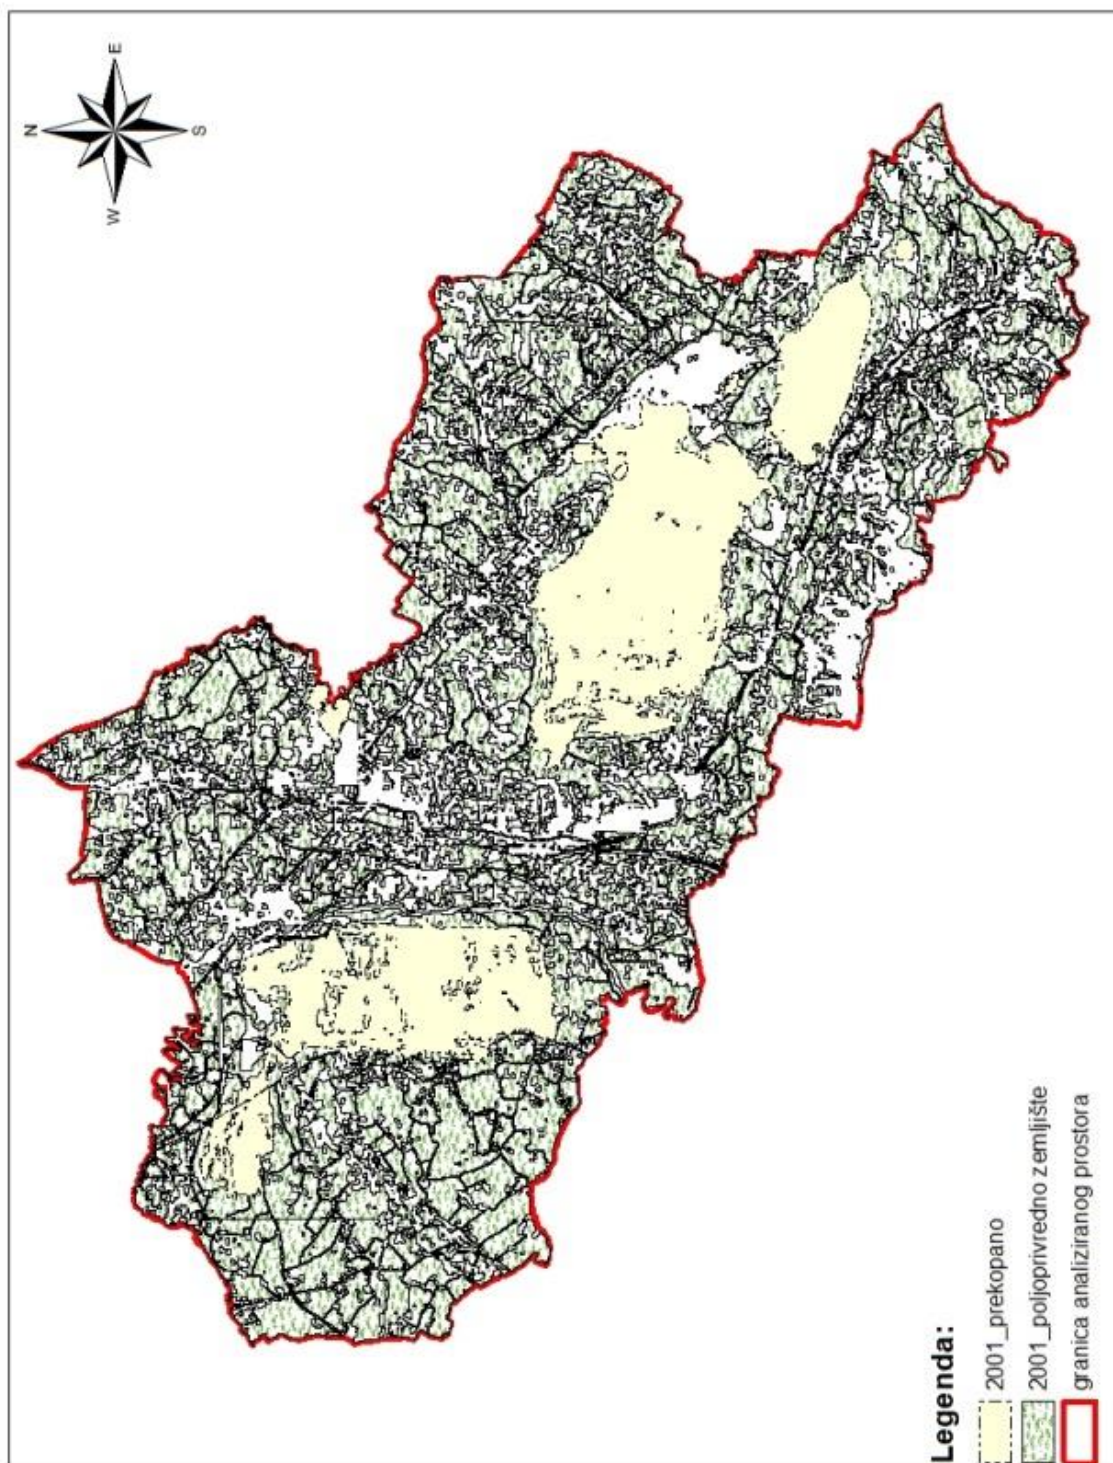 N
E
W
S
Legenda:
2001_prekopano
2001_poljoprivredno zemljište
granica analiziranog prostora